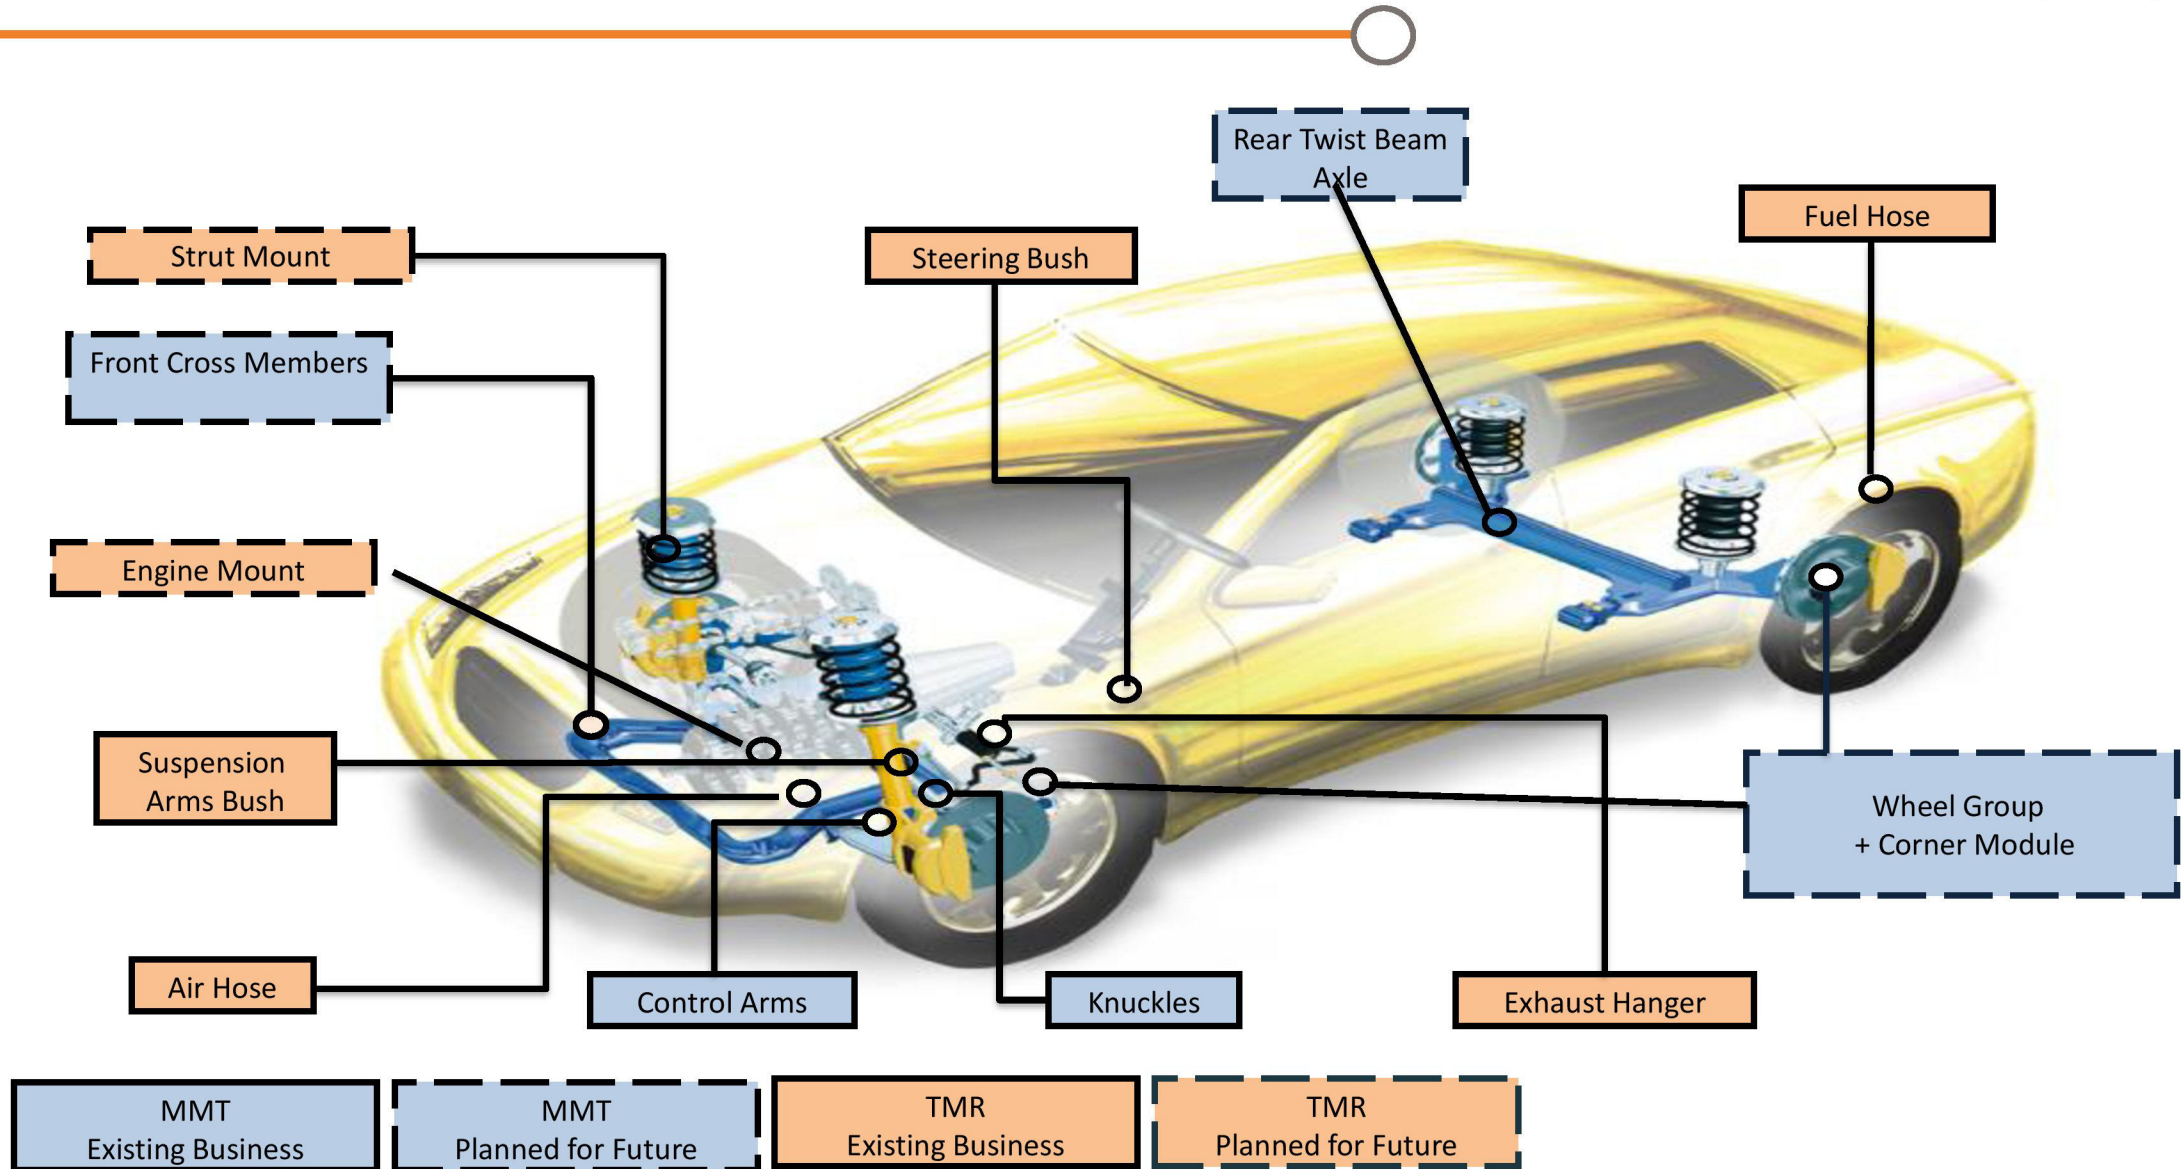 Rear Twist Beam
Axle
Fuel Hose
Strut Mount
Steering Bush
Front Cross Members
Engine Mount
Suspension
Arms Bush
Wheel Group
+ Corner Module
Air Hose
Control Arms
Knuckles
Exhaust Hanger
MMT
Existing Business
MMT
Planned for Future
TMR
Existing Business
TMR
Planned for Future